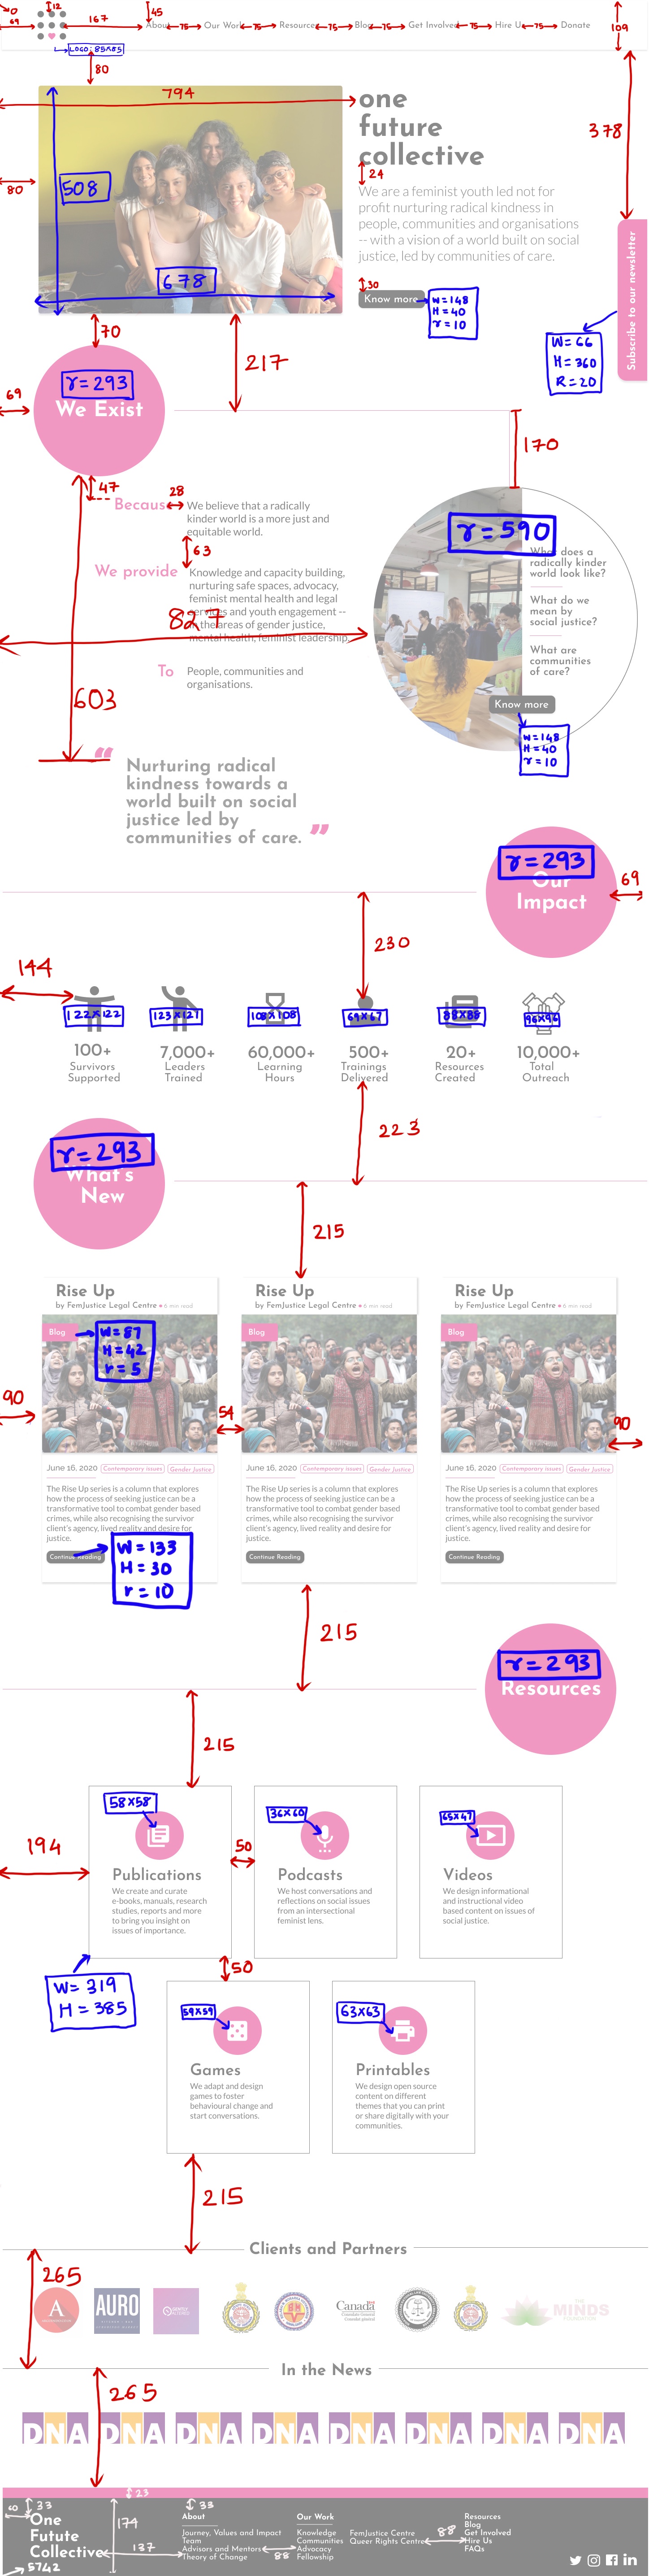 12
45
0
69
167
About
75
Our Work
75
Resources
75
Blog
75
Get Involved
75
Hire Us
75
Donate
109
LOGO: 85X85
80
794
one
future
collective
378
80
508
24
We are a feminist youth led not for
profit nurturing radical kindness in
people, communities and organisations
-- with a vision of a world built on social
justice, led by communities of care.
678
30
Know more
W=148
H=40
r=10
Subscribe to our newsletter
W=66
H=360
R=20
70
217
r=293
We Exist
69
170
47
Becaus
28
We believe that a radically
kinder world is a more just and
equitable world.
63
We provide
Knowledge and capacity building,
nurturing safe spaces, advocacy,
feminist mental health and legal
services and youth engagement --
in the areas of gender justice,
mental health, feminist leadership,
827
To
People, communities and
organisations.
603
r=590
What does a
radically kinder
world look like?
What do we
mean by
social justice?
What are
communities
of care?
Know more
W=148
H=40
r=10
“
Nurturing radical
kindness towards a
world built on social
justice led by
communities of care. ”
r=293
Our
Impact
69
230
144
122X122
123X121
108X108
69X67
88X88
96X96
100+
Survivors
Supported
7,000+
Leaders
Trained
60,000+
Learning
Hours
500+
Trainings
Delivered
20+
Resources
Created
10,000+
Total
Outreach
223
r=293
What's
New
215
Rise Up
by FemJustice Legal Centre • 6 min read
Blog
W=87
H=42
r=5
June 16, 2020 Contemporary issues Gender Justice
The Rise Up series is a column that explores
how the process of seeking justice can be a
transformative tool to combat gender based
crimes, while also recognising the survivor
client's agency, lived reality and desire for
justice.
Continue Reading
W=133
H=30
r=10
90
54
Rise Up
by FemJustice Legal Centre • 6 min read
Blog
June 16, 2020 Contemporary issues Gender Justice
The Rise Up series is a column that explores
how the process of seeking justice can be a
transformative tool to combat gender based
crimes, while also recognising the survivor
client's agency, lived reality and desire for
justice.
Continue Reading
Rise Up
by FemJustice Legal Centre • 6 min read
Blog
June 16, 2020 Contemporary issues Gender Justice
The Rise Up series is a column that explores
how the process of seeking justice can be a
transformative tool to combat gender based
crimes, while also recognising the survivor
client's agency, lived reality and desire for
justice.
Continue Reading
90
215
r=293
Resources
215
194
58X58
Publications
We create and curate
e-books, manuals, research
studies, reports and more
to bring you insight on
issues of importance.
50
36X60
Podcasts
We host conversations and
reflections on social issues
from an intersectional
feminist lens.
65X47
Videos
We design informational
and instructional video
based content on issues of
social justice.
W=319
H=385
50
59X59
Games
We adapt and design
games to foster
behavioural change and
start conversations.
63X63
Printables
We design open source
content on different
themes that you can print
or share digitally with your
communities.
215
Clients and Partners
265
A
AURO
Canada
MINDS
In the News
265
DNA DNA DNA DNA DNA DNA DNA DNA
23
60
33
One
Futute
Collective
5742
174
137
33
About
Journey, Values and Impact
Team
Advisors and Mentors
Theory of Change
88
Our Work
Knowledge
Communities
Advocacy
Fellowship
FemJustice Centre
Queer Rights Centre
88
Resources
Blog
Get Involved
Hire Us
FAQs